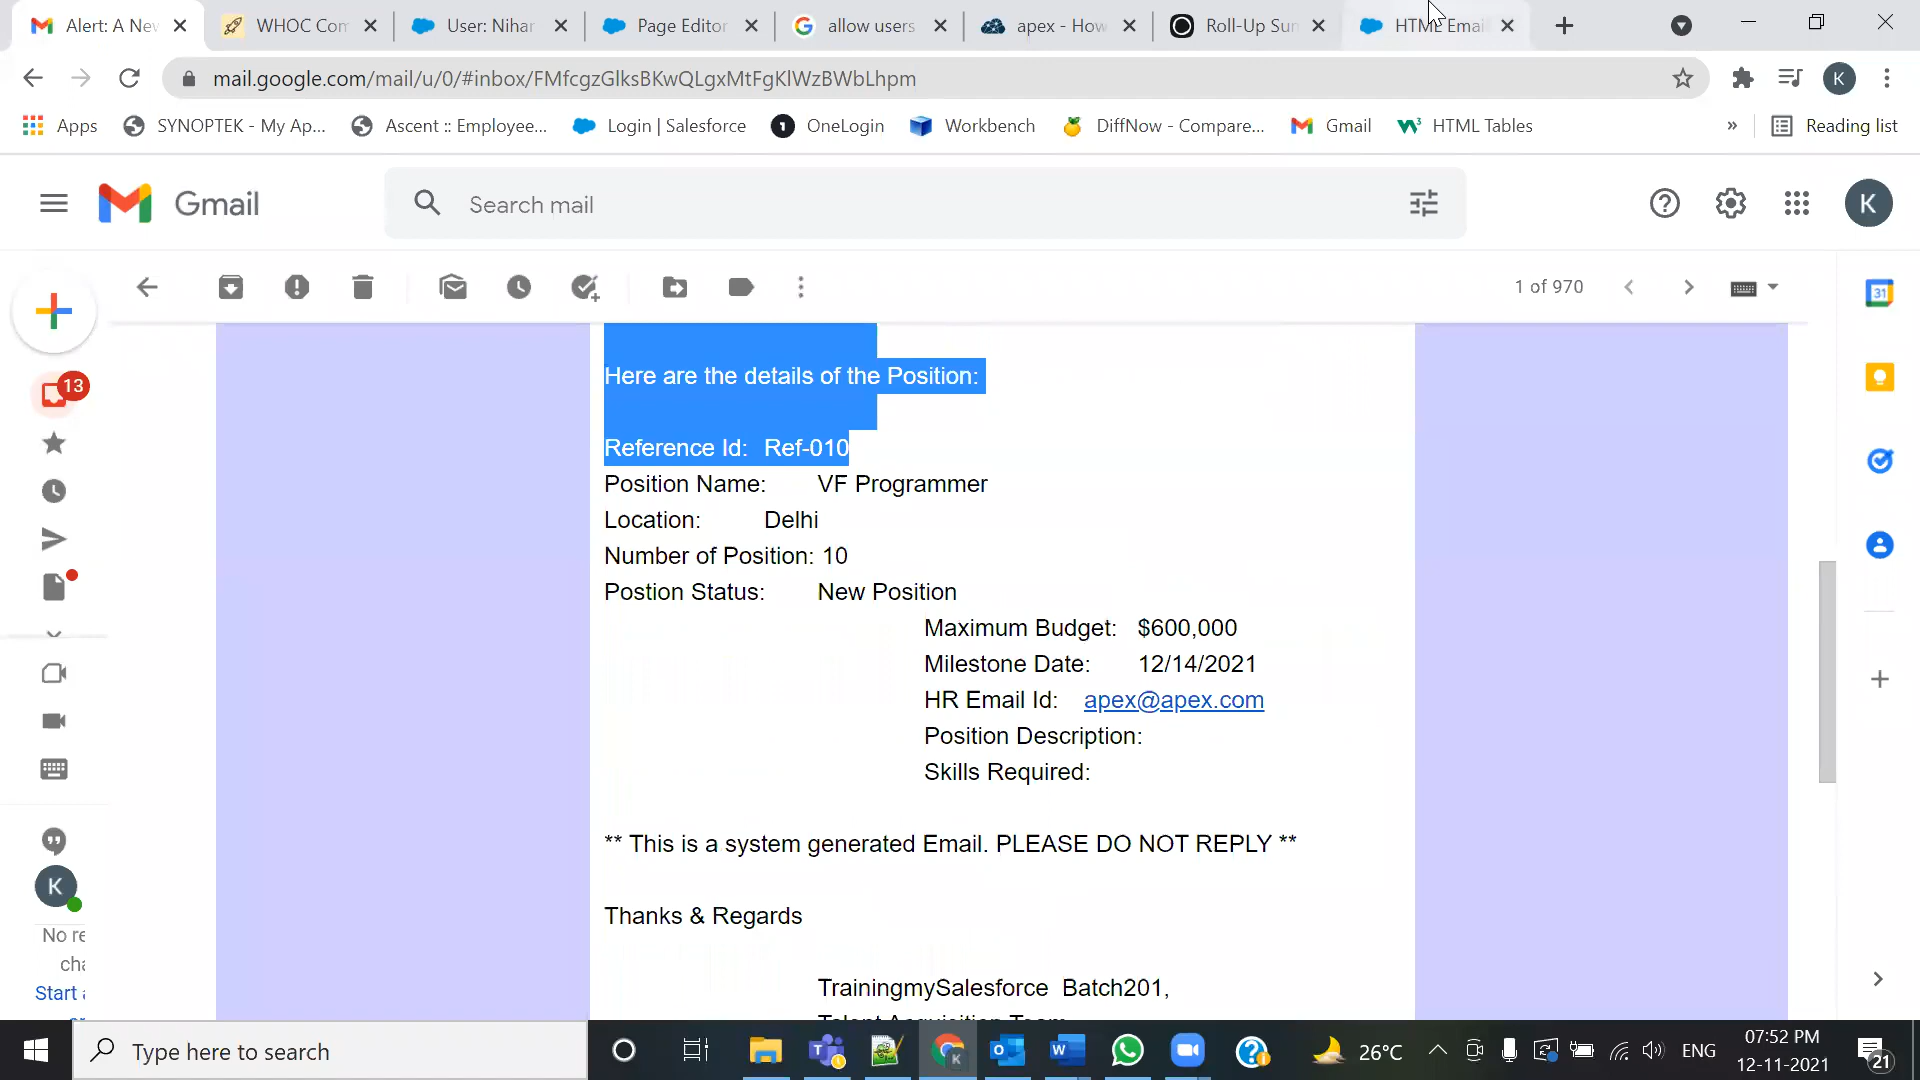 Alert: A Nev
WHOC Com
User: Nihar
Page Editor
allow users
apex - How
Roll-Up Sum
HTML Email
mail.google.com/mail/u/0/#inbox/FMfcgzGlksBKwQLgxMtFgKlWzBWbLhpm
K
Apps
SYNOPTEK - My Ap...
Ascent :: Employee...
Login | Salesforce
OneLogin
Workbench
DiffNow - Compare...
Gmail
HTML Tables
»
Reading list
Gmail
Search mail
K
1 of 970
31
13
Here are the details of the Position:
Reference Id: Ref-010
Position Name: VF Programmer
Location: Delhi
Number of Position: 10
Postion Status: New Position
Maximum Budget: $600,000
Milestone Date: 12/14/2021
HR Email Id: apex@apex.com
Position Description:
Skills Required:
** This is a system generated Email. PLEASE DO NOT REPLY **
Thanks & Regards
TrainingmySalesforce Batch201,
Talent Acquisition Team
K
No re
cha
Start a
Type here to search
26°C
ENG
07:52 PM
12-11-2021
21